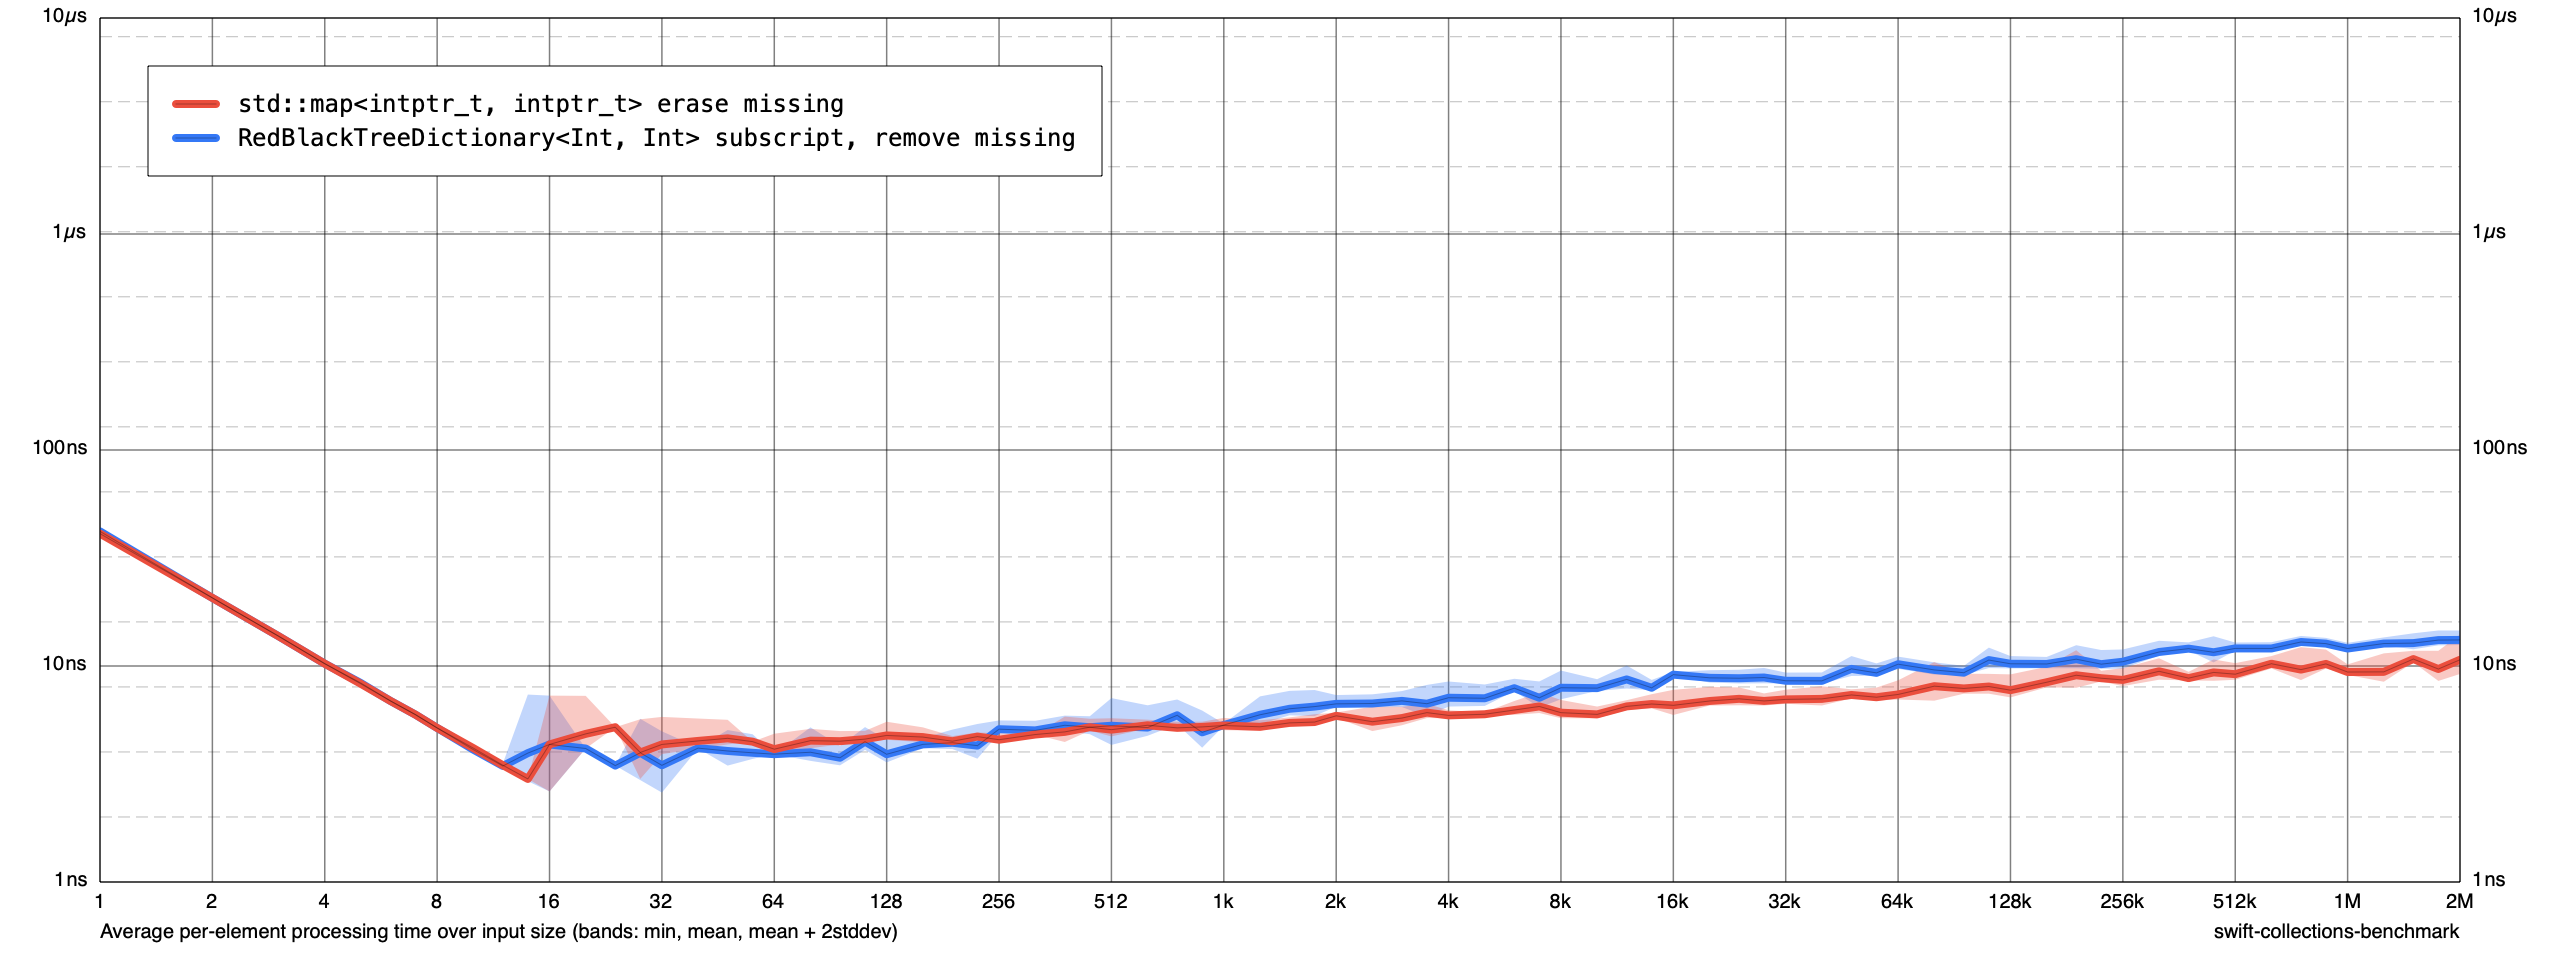 10µs
10µs
std::map<intptr_t, intptr_t> erase missing
RedBlackTreeDictionary<Int, Int> subscript, remove missing
1µs
1µs
100ns
100ns
10ns
10ns
1ns
1ns
1 2 4 8 16 32 64 128 256 512 1k 2k 4k 8k 16k 32k 64k 128k 256k 512k 1M 2M
Average per-element processing time over input size (bands: min, mean, mean + 2stddev)
swift-collections-benchmark